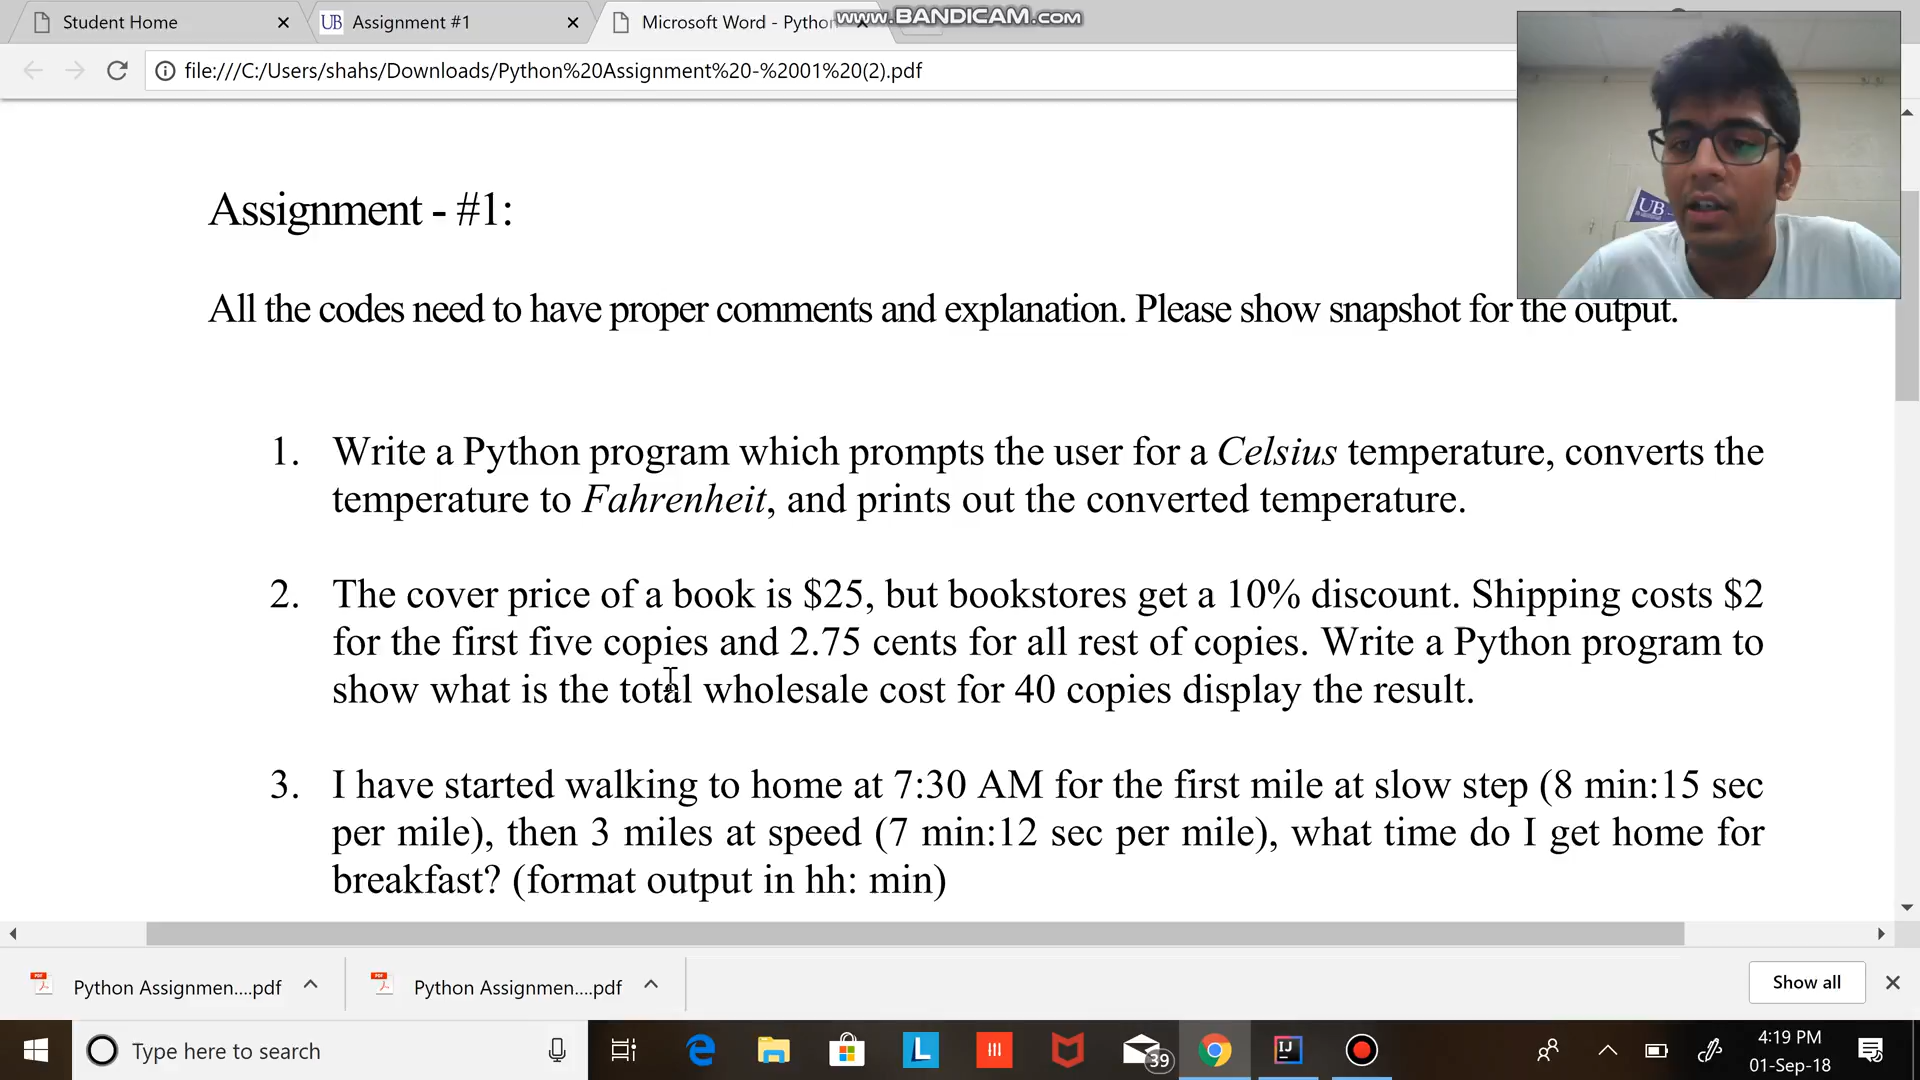 Student Home
UB Assignment #1
Microsoft Word - Python
www.BANDICAM.com
file:///C:/Users/shahs/Downloads/Python%20Assignment%20-%2001%20(2).pdf
UB
Assignment - #1:
All the codes need to have proper comments and explanation. Please show snapshot for the output.
1. Write a Python program which prompts the user for a Celsius temperature, converts the
temperature to Fahrenheit, and prints out the converted temperature.
2. The cover price of a book is $25, but bookstores get a 10% discount. Shipping costs $2
for the first five copies and 2.75 cents for all rest of copies. Write a Python program to
show what is the total wholesale cost for 40 copies display the result.
3. I have started walking to home at 7:30 AM for the first mile at slow step (8 min:15 sec
per mile), then 3 miles at speed (7 min:12 sec per mile), what time do I get home for
breakfast? (format output in hh: min)
Python Assignmen....pdf
Python Assignmen....pdf
Show all
Type here to search
L
39
IJ
4:19 PM
01-Sep-18